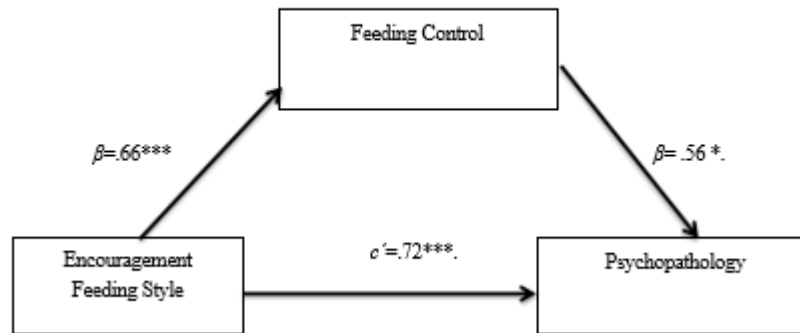 Feeding Control
β=.66***
β= .56 *.
c´=.72***.
Encouragement
Feeding Style
Psychopathology